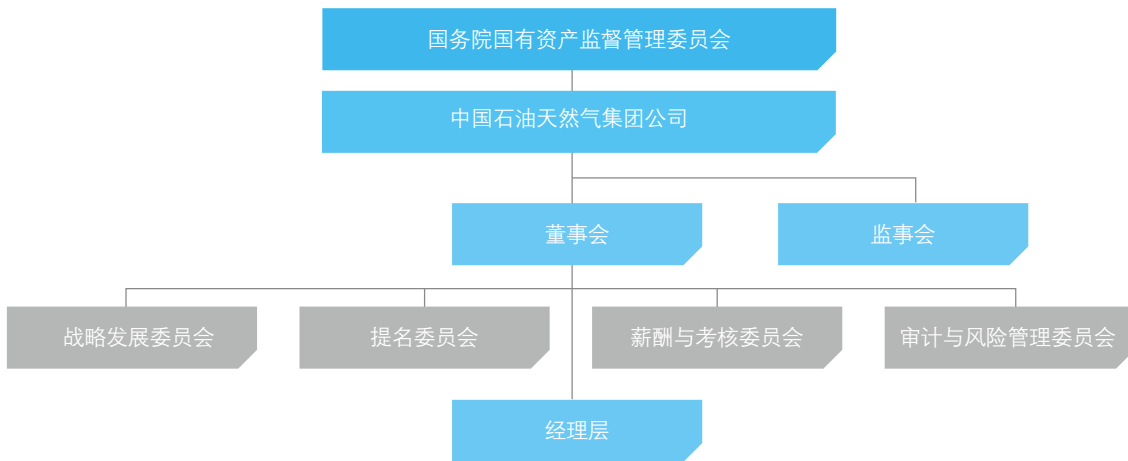 国务院国有资产监督管理委员会
中国石油天然气集团公司
董事会
监事会
战略发展委员会
提名委员会
薪酬与考核委员会
审计与风险管理委员会
经理层